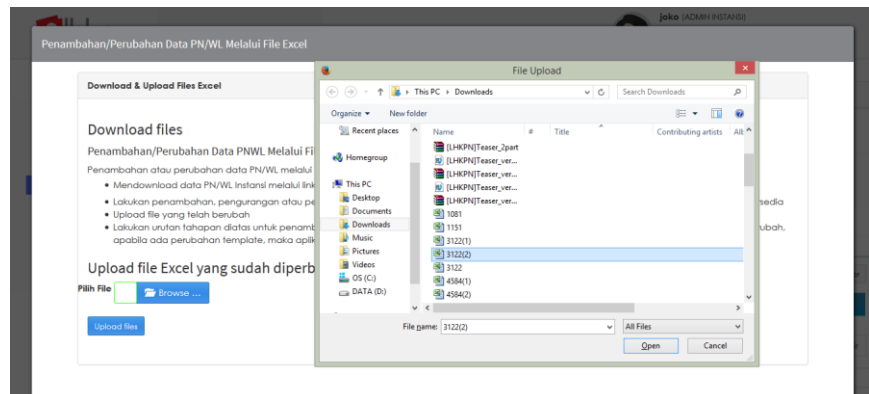 joko (ADMIN INSTANSI)
Penambahan/Perubahan Data PN/WL Melalui File Excel
Download & Upload Files Excel
Download files
Penambahan/Perubahan Data PNWL Melalui Fi
Penambahan atau perubahan data PN/WL melalui
Mendownload data PN/WL Instansi melalui link
Lakukan penambahan, pengurangan atau pe
sedia
Upload file yang telah berubah
Lakukan urutan tahapan diatas untuk penamb
ubah,
apabila ada perubahan template, maka aplik
Upload file Excel yang sudah diperb
Pilih File
Browse ...
Upload files
File Upload
This PC
Downloads
Search Downloads
Organize
New folder
Recent places
Homegroup
This PC
Desktop
Documents
Downloads
Music
Pictures
Videos
OS (C:)
DATA (D:)
Name
#
Title
Contributing artists
Alb
[LHKPN]Teaser_2part
[LHKPN]Teaser_ver...
[LHKPN]Teaser_ver...
[LHKPN]Teaser_ver...
[LHKPN]Teaser_ver...
1081
1151
3122(1)
3122(2)
3122
4584(1)
4584(2)
File name: 3122(2)
All Files
Open
Cancel